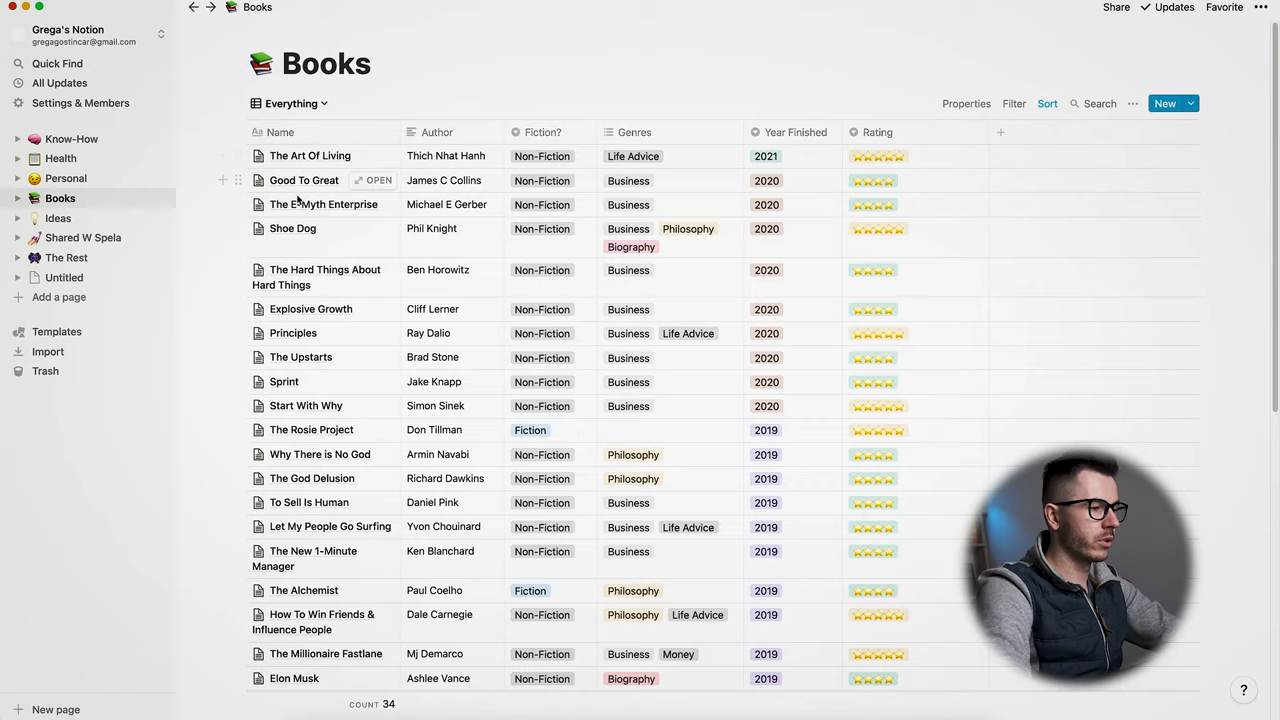 Books
Share
Updates
Favorite
Grega's Notion
gregagostincar@gmail.com
Quick Find
All Updates
Settings & Members
Know-How
Health
Personal
Books
Ideas
Shared W Spela
The Rest
Untitled
Add a page
Templates
Import
Trash
New page
Books
Everything
Properties Filter Sort Search New
Aa Name Author Fiction? Genres Year Finished Rating
The Art Of Living Thich Nhat Hanh Non-Fiction Life Advice 2021
Good To Great OPEN James C Collins Non-Fiction Business 2020
The E-Myth Enterprise Michael E Gerber Non-Fiction Business 2020
Shoe Dog Phil Knight Non-Fiction Business Philosophy 2020
Biography
The Hard Things About Ben Horowitz Non-Fiction Business 2020
Hard Things
Explosive Growth Cliff Lerner Non-Fiction Business 2020
Principles Ray Dalio Non-Fiction Business Life Advice 2020
The Upstarts Brad Stone Non-Fiction Business 2020
Sprint Jake Knapp Non-Fiction Business 2020
Start With Why Simon Sinek Non-Fiction Business 2020
The Rosie Project Don Tillman Fiction 2019
Why There is No God Armin Navabi Non-Fiction Philosophy 2019
The God Delusion Richard Dawkins Non-Fiction Philosophy 2019
To Sell Is Human Daniel Pink Non-Fiction Business 2019
Let My People Go Surfing Yvon Chouinard Non-Fiction Business Life Advice 2019
The New 1-Minute Ken Blanchard Non-Fiction Business 2019
Manager
The Alchemist Paul Coelho Fiction Philosophy 2019
How To Win Friends & Dale Carnegie Non-Fiction Philosophy Life Advice 2019
Influence People
The Millionaire Fastlane Mj Demarco Non-Fiction Business Money 2019
Elon Musk Ashlee Vance Non-Fiction Biography 2019
COUNT 34
?